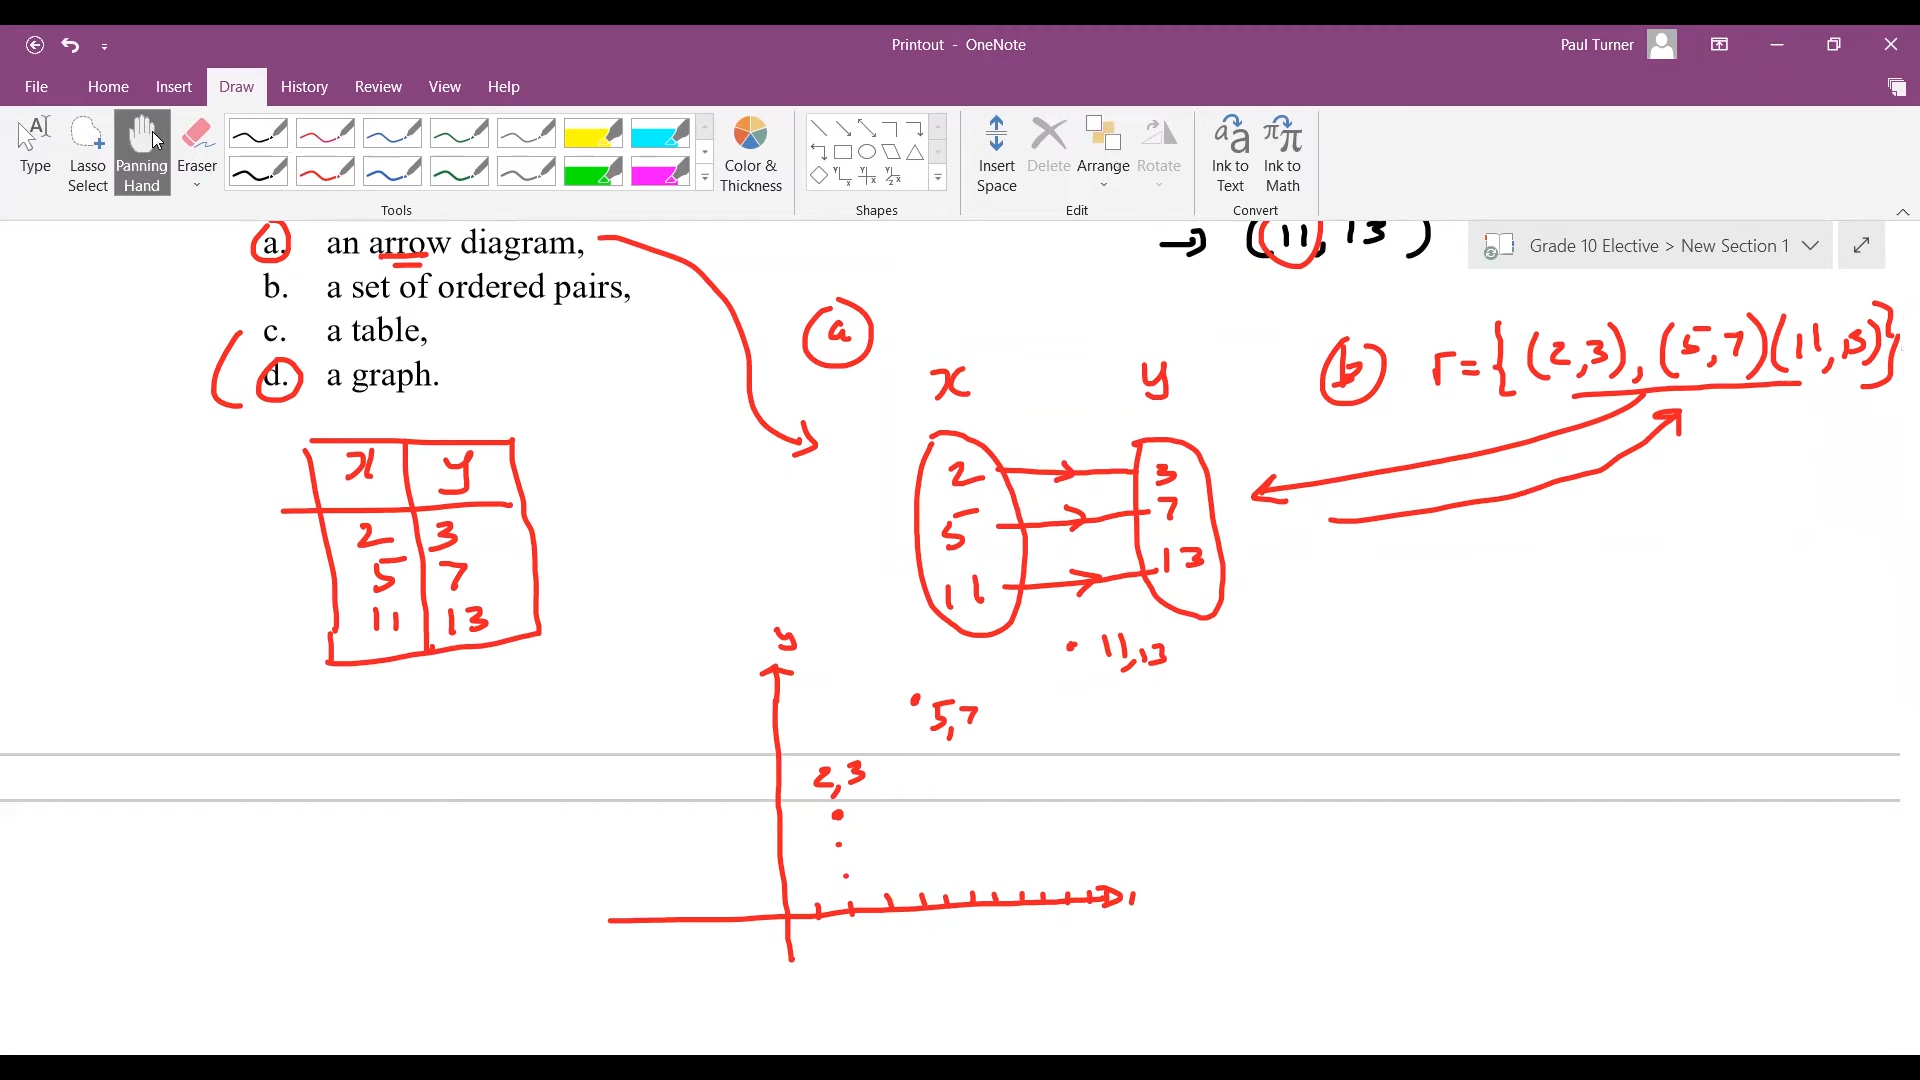 Printout - OneNote
Paul Turner
File Home Insert Draw History Review View Help
Type
Lasso Select
Panning Hand
Eraser
Color & Thickness
Insert Space
Delete
Arrange
Rotate
Ink to Text
Ink to Math
Tools
Shapes
Edit
Convert
Grade 10 Elective > New Section 1
a. an arrow diagram,
b. a set of ordered pairs,
c. a table,
d. a graph.
→ (11, 13)
a
x y
2 3
5 7
11 13
b r = {(2,3), (5,7)(11,13)}
x y
2 3
5 7
11 13
y
11,13
5,7
2,3